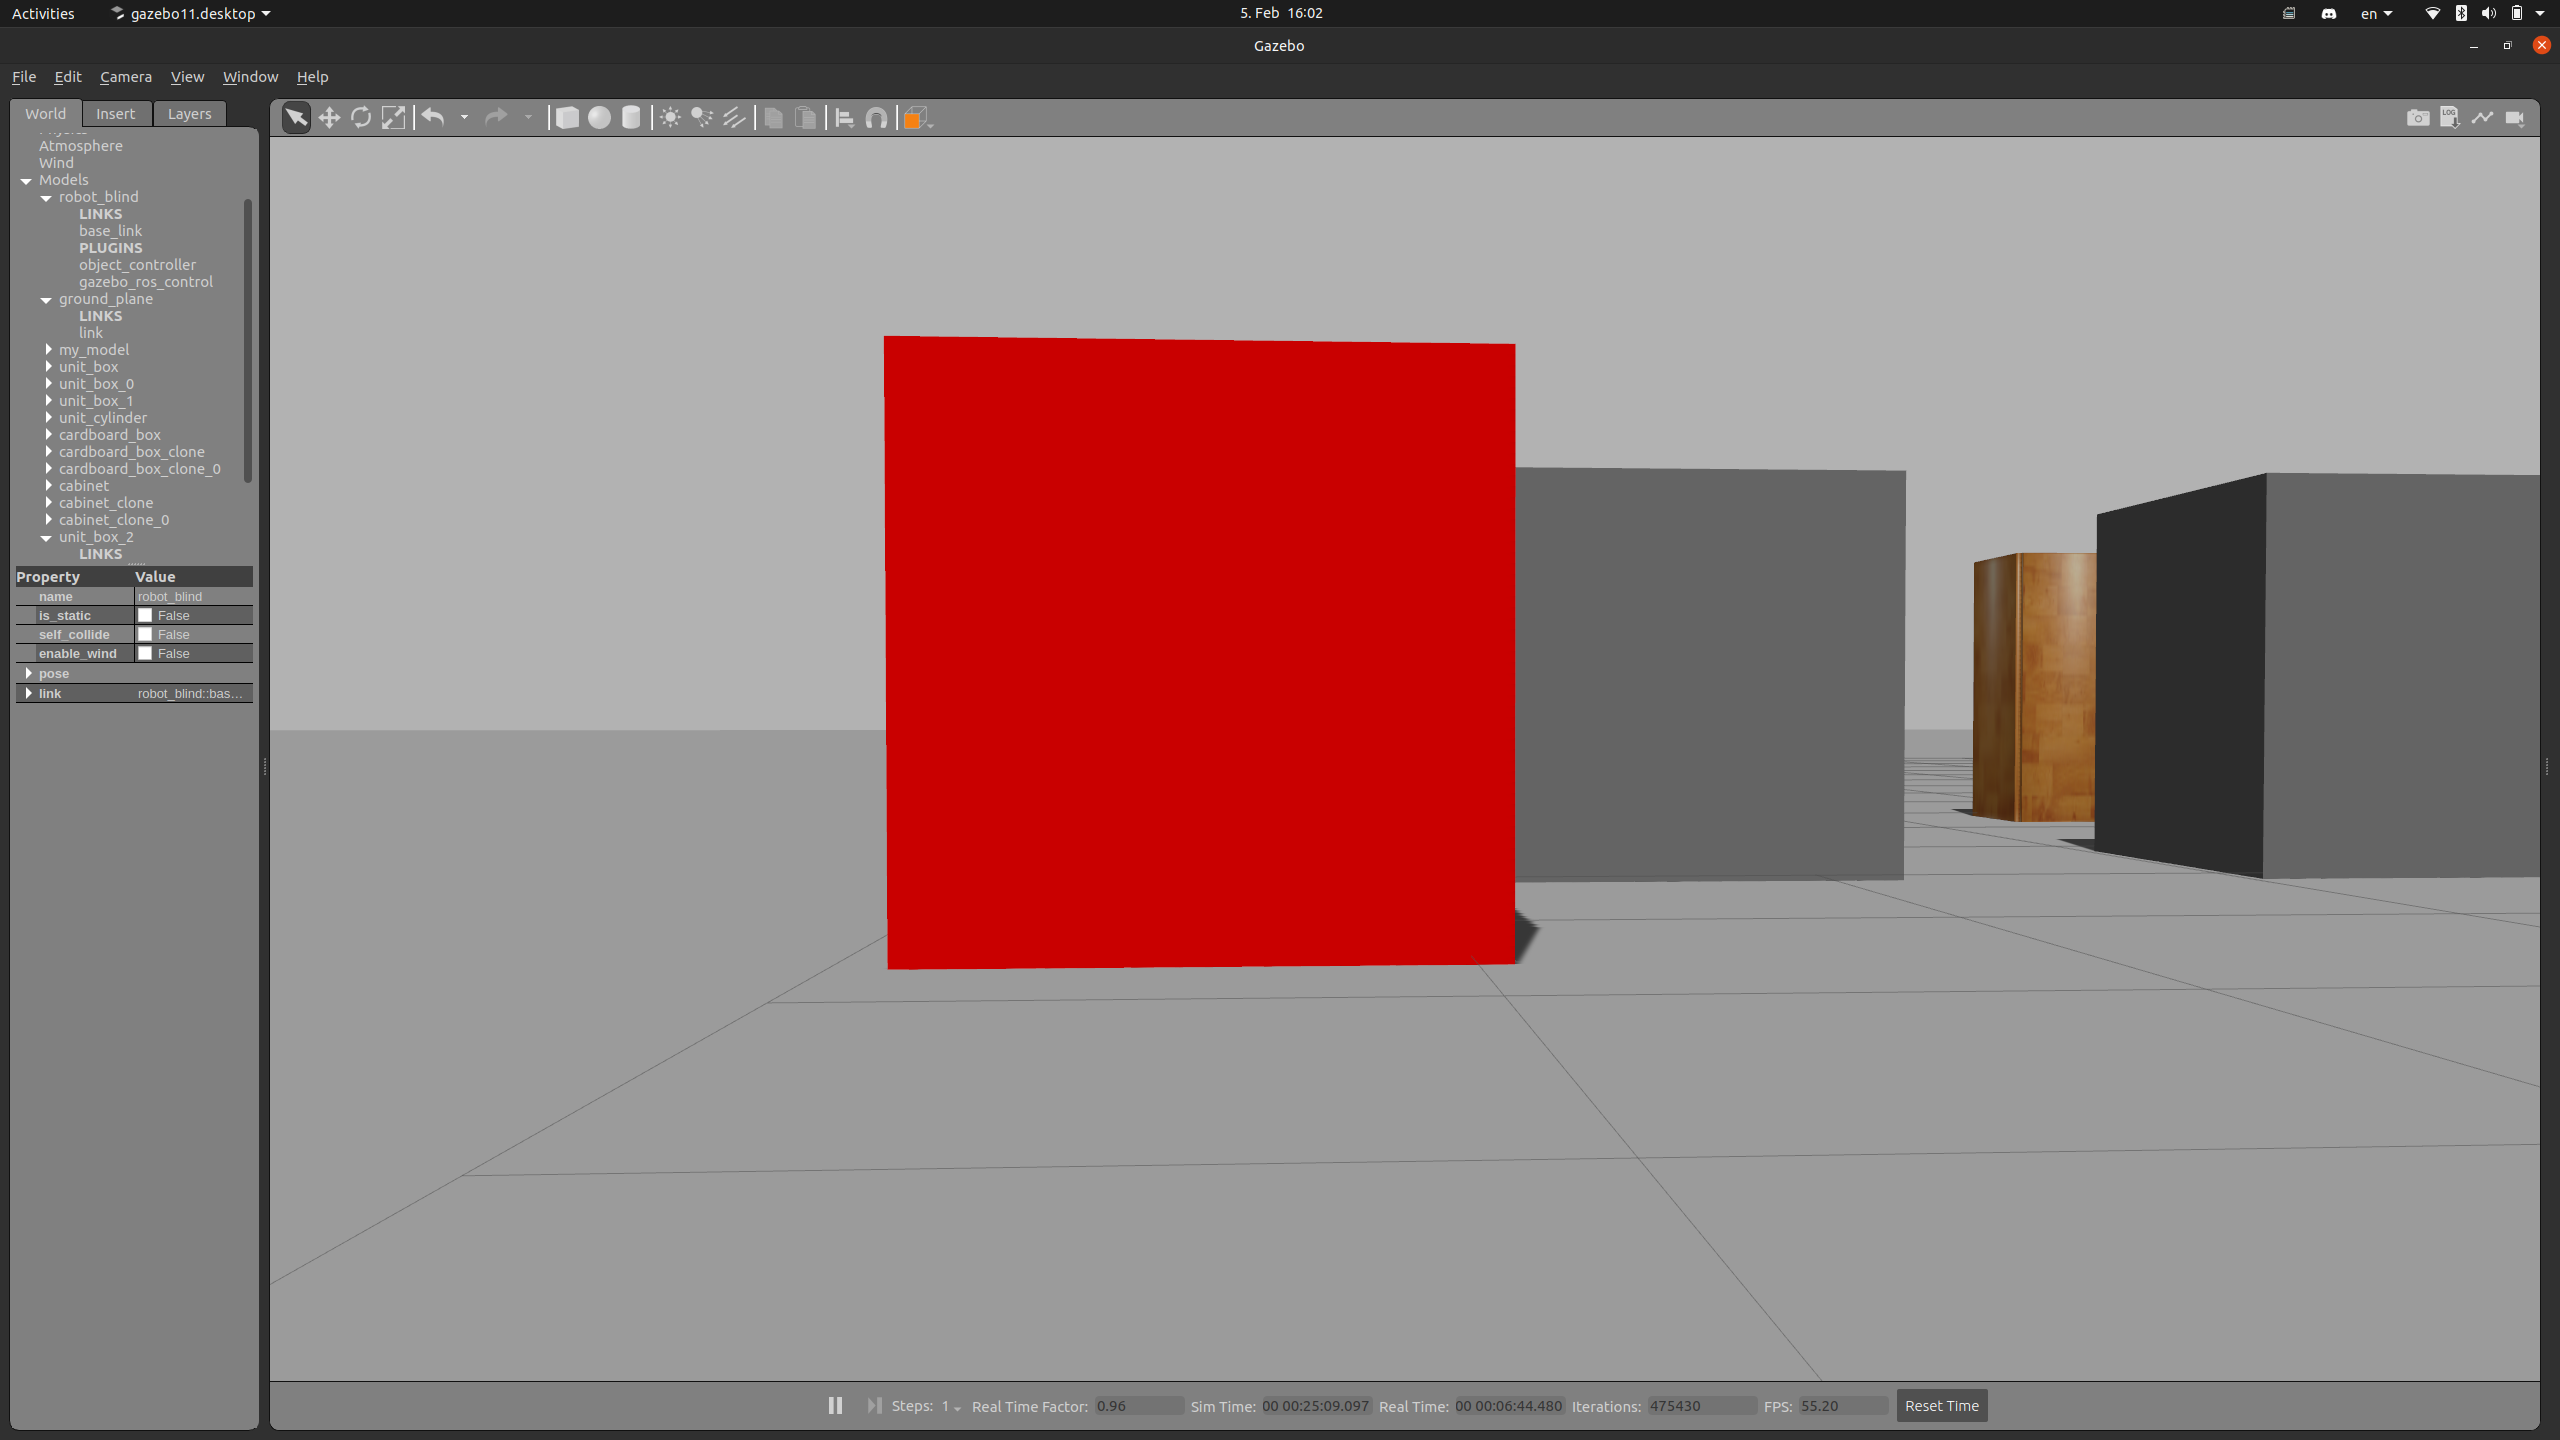 Activities gazebo11.desktop 5. Feb 16:02 en
Gazebo
File Edit Camera View Window Help
World Insert Layers
LOG
Atmosphere
Wind
Models
robot_blind
LINKS
base_link
PLUGINS
object_controller
gazebo_ros_control
ground_plane
LINKS
link
my_model
unit_box
unit_box_0
unit_box_1
unit_cylinder
cardboard_box
cardboard_box_clone
cardboard_box_clone_0
cabinet
cabinet_clone
cabinet_clone_0
unit_box_2
LINKS
Property Value
name robot_blind
is_static False
self_collide False
enable_wind False
pose
link robot_blind::bas...
Steps: 1 Real Time Factor: 0.96 Sim Time: 00 00:25:09.097 Real Time: 00 00:06:44.480 Iterations: 475430 FPS: 55.20 Reset Time